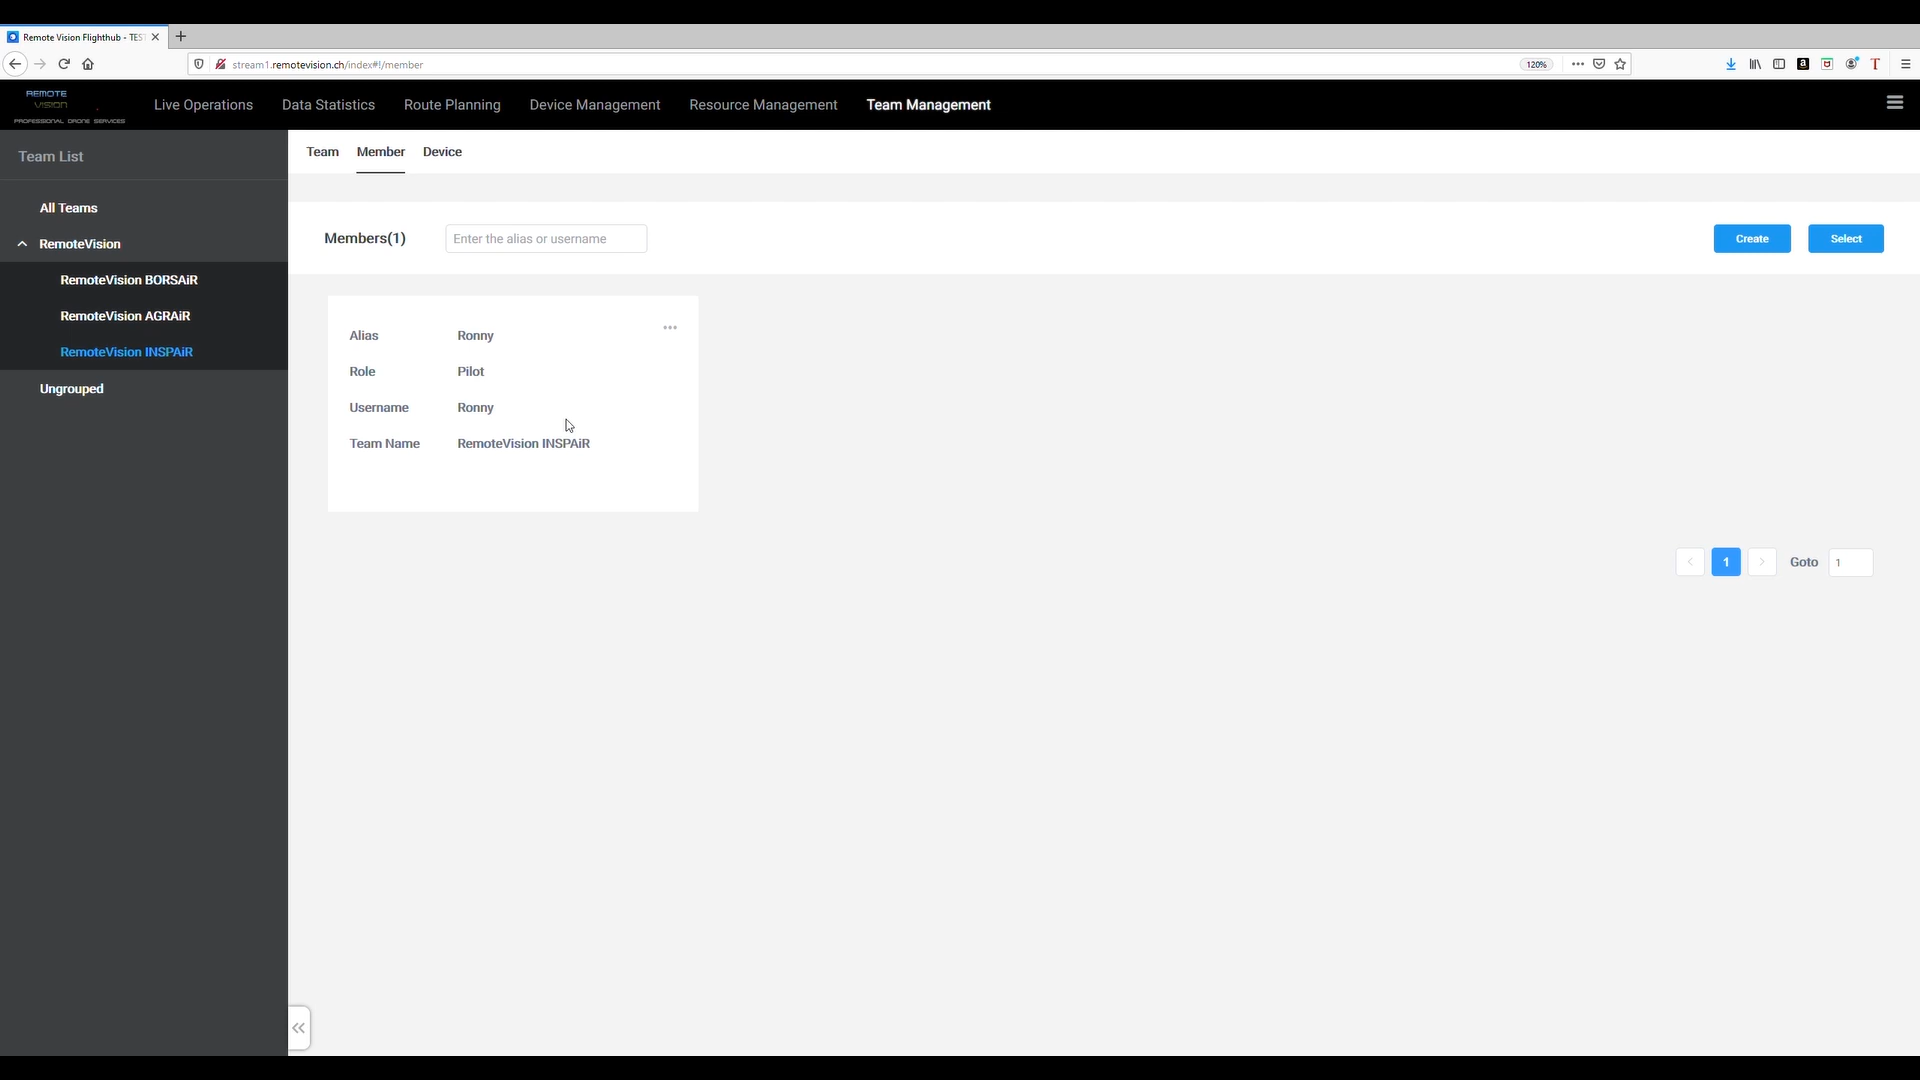 Remote Vision Flighthub - TES
stream1.remotevision.ch/index#!/member
120%
REMOTE
VISION
PROFESSIONAL DRONE SERVICES
Live Operations
Data Statistics
Route Planning
Device Management
Resource Management
Team Management
Team List
All Teams
RemoteVision
RemoteVision BORSAiR
RemoteVision AGRAiR
RemoteVision INSPAiR
Ungrouped
Team
Member
Device
Members(1)
Enter the alias or username
Create
Select
Alias Ronny
Role Pilot
Username Ronny
Team Name RemoteVision INSPAiR
1
Goto 1